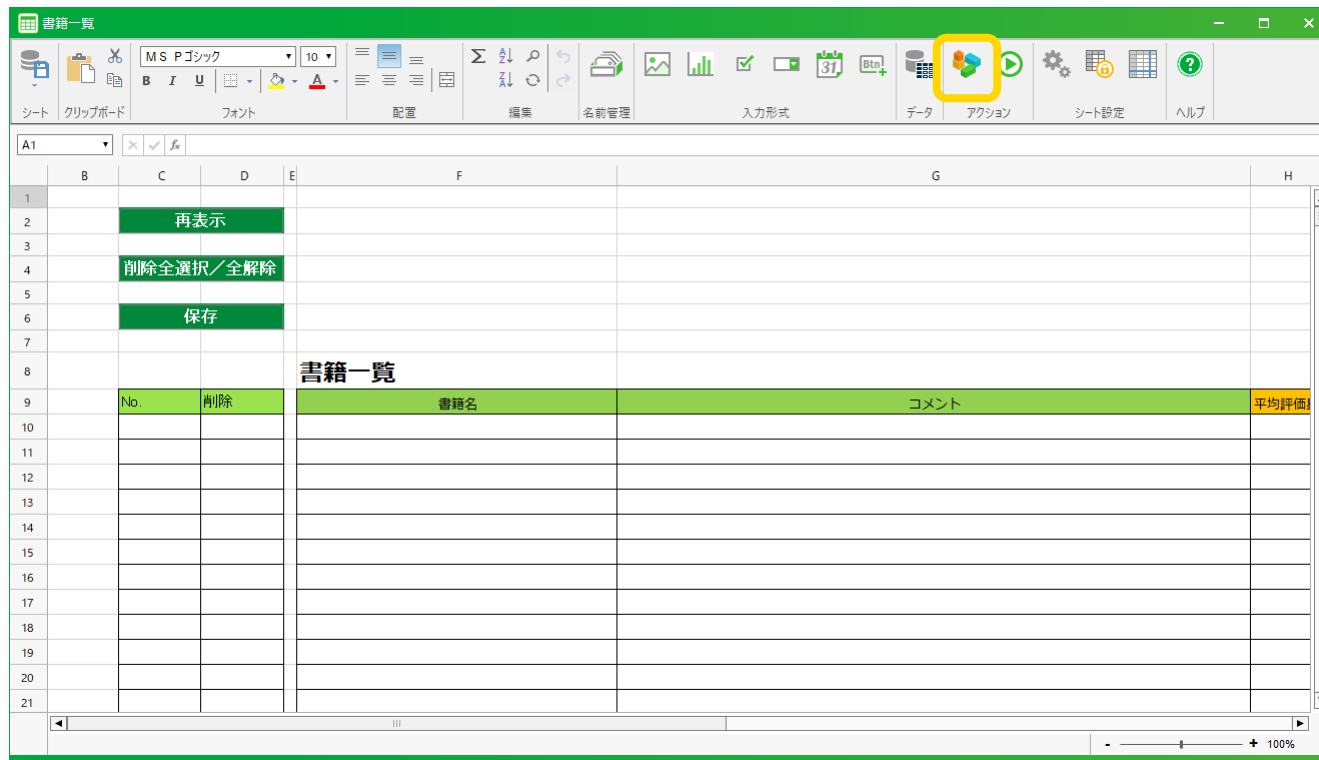 書籍一覧
MS Pゴシック 10
B I U A Σ
31 Btn
シート クリップボード フォント 配置 編集 名前管理 入力形式 データ アクション シート設定 ヘルプ
A1 fx
B C D E F G H
1
2 再表示
3
4 削除全選択／全解除
5
6 保存
7
8 書籍一覧
9 No. 削除 書籍名 コメント 平均評価
10
11
12
13
14
15
16
17
18
19
20
21
- + 100%